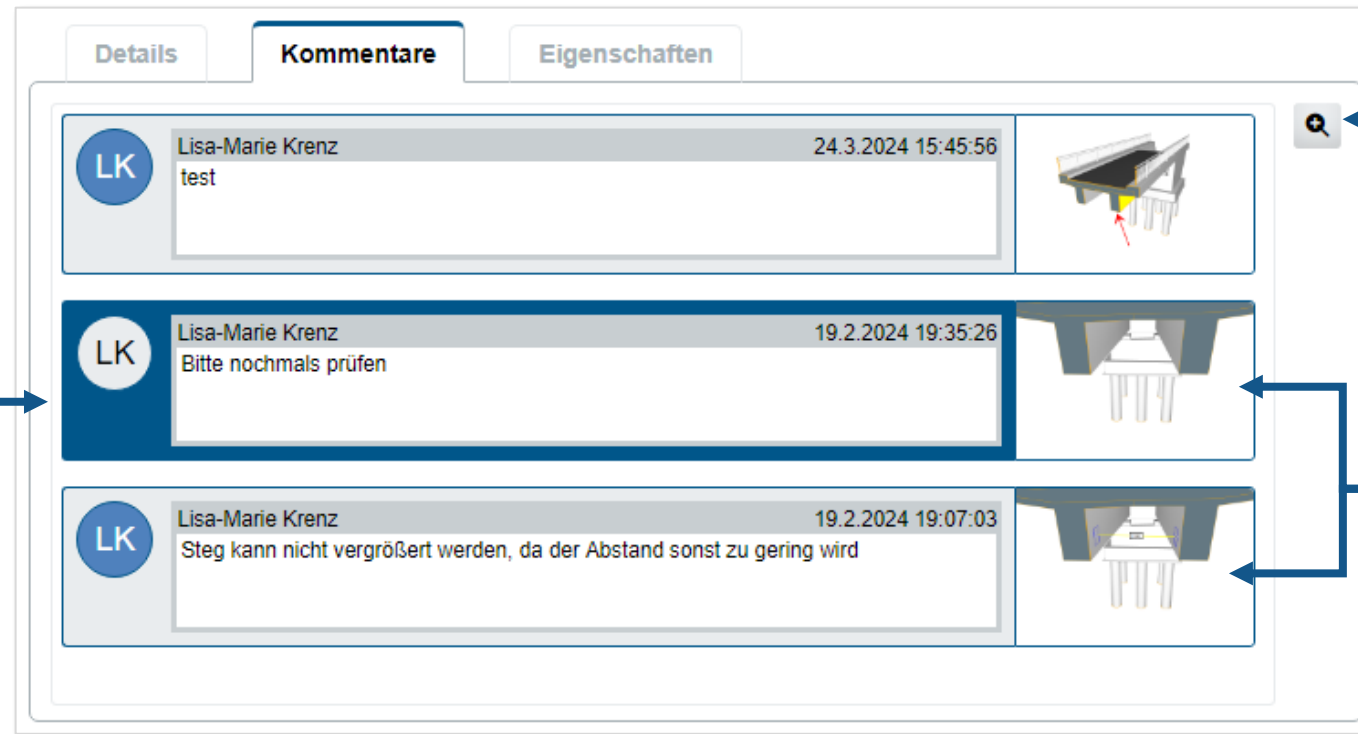 Details Kommentare Eigenschaften
LK Lisa-Marie Krenz 24.3.2024 15:45:56
test
LK Lisa-Marie Krenz 19.2.2024 19:35:26
Bitte nochmals prüfen
LK Lisa-Marie Krenz 19.2.2024 19:07:03
Steg kann nicht vergrößert werden, da der Abstand sonst zu gering wird